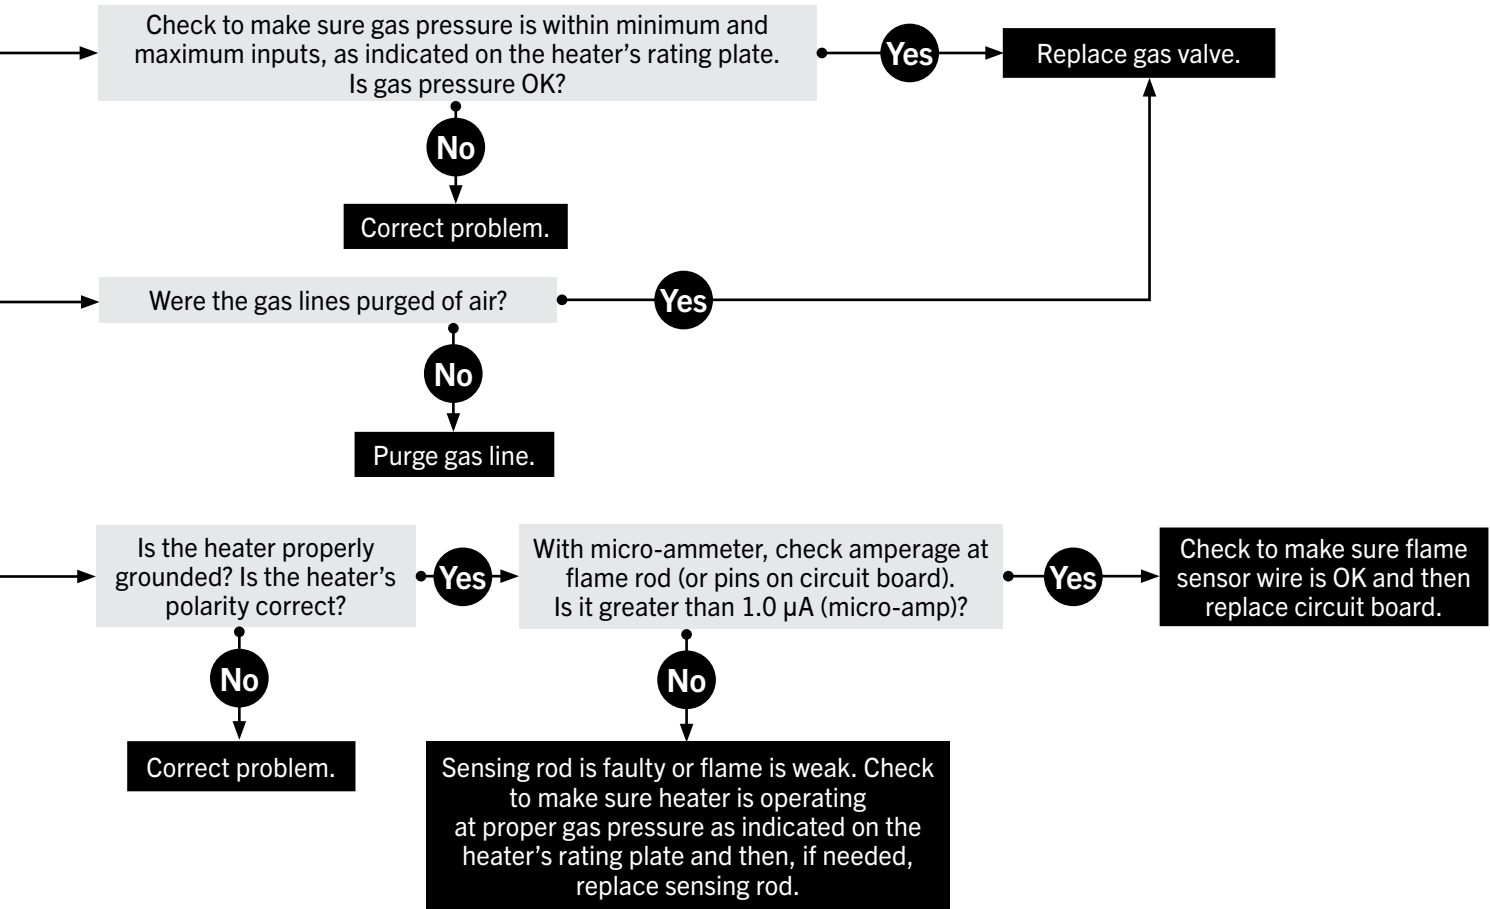 Check to make sure gas pressure is within minimum and
maximum inputs, as indicated on the heater’s rating plate.
Is gas pressure OK?
Yes
Replace gas valve.
No
Correct problem.
Were the gas lines purged of air?
Yes
No
Purge gas line.
Is the heater properly
grounded? Is the heater’s
polarity correct?
Yes
With micro-ammeter, check amperage at
flame rod (or pins on circuit board).
Is it greater than 1.0 µA (micro-amp)?
Yes
Check to make sure flame
sensor wire is OK and then
replace circuit board.
No
Correct problem.
No
Sensing rod is faulty or flame is weak. Check
to make sure heater is operating
at proper gas pressure as indicated on the
heater’s rating plate and then, if needed,
replace sensing rod.